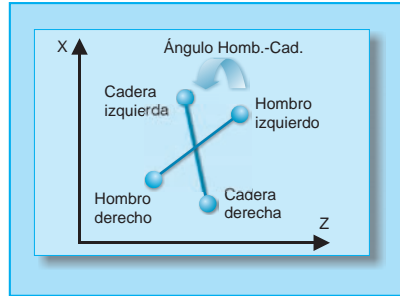 X
Ángulo Homb.-Cad.
Cadera
izquierda
Hombro
izquierdo
Hombro
derecho
Cadera
derecha
Z